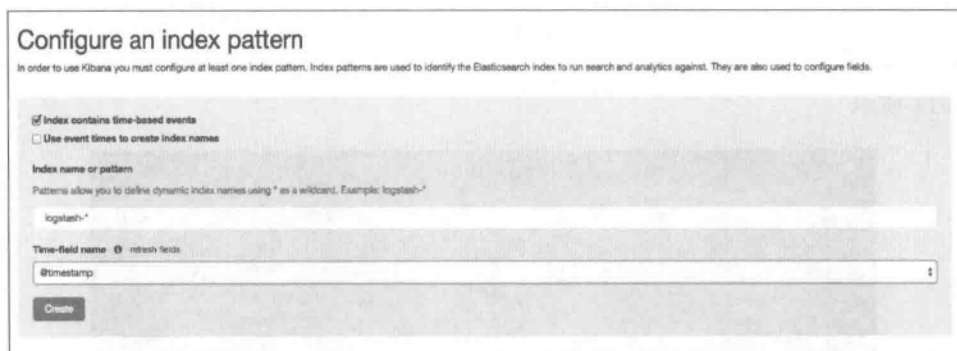 Configure an index pattern
In order to use Kibana you must configure at least one index pattern. Index patterns are used to identify the Elasticsearch index to run search and analytics against. They are also used to configure fields.
Index contains time-based events
Use event times to create index names
Index name or pattern
Patterns allow you to define dynamic index names using * as a wildcard. Example: logstash-*
logstash-*
Time-field name refresh fields
@timestamp
Create